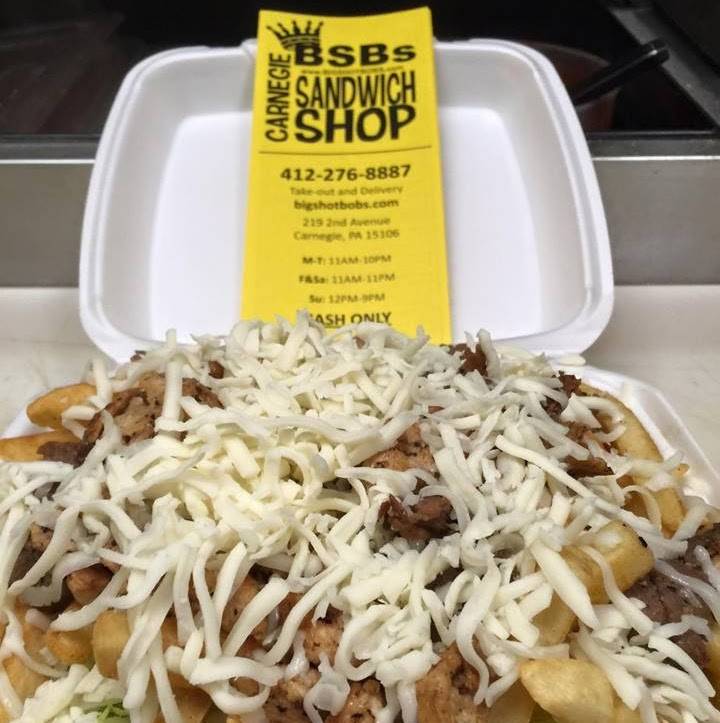 CARNEGIE
BSBs
SANDWICH
SHOP
412-276-8887
Take-out and Delivery
bigshotbobs.com
219 2nd Avenue
Carnegie, PA 15106
M-T: 11AM-10PM
F&Sa: 11AM-11PM
Su: 12PM-9PM
ASH ONLY